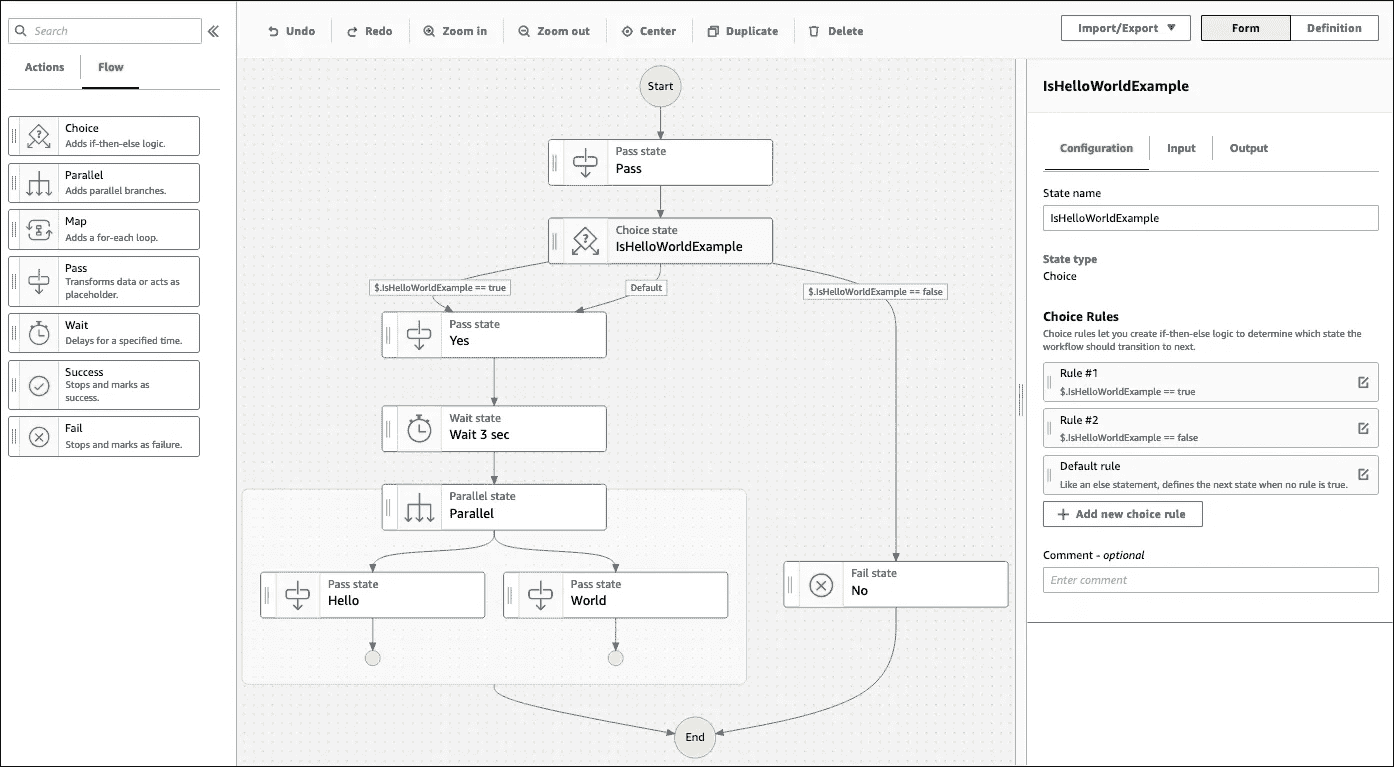 Search
Undo
Redo
Zoom in
Zoom out
Center
Duplicate
Delete
Import/Export
Form
Definition
Actions
Flow
Choice
Adds if-then-else logic.
Parallel
Adds parallel branches.
Map
Adds a for-each loop.
Pass
Transforms data or acts as
placeholder.
Wait
Delays for a specified time.
Success
Stops and marks as
success.
Fail
Stops and marks as failure.
Start
Pass state
Pass
Choice state
IsHelloWorldExample
$.IsHelloWorldExample == true
Default
$.IsHelloWorldExample == false
Pass state
Yes
Wait state
Wait 3 sec
Parallel state
Parallel
Pass state
Hello
Pass state
World
Fail state
No
End
IsHelloWorldExample
Configuration
Input
Output
State name
IsHelloWorldExample
State type
Choice
Choice Rules
Choice rules let you create if-then-else logic to determine which state the
workflow should transition to next.
Rule #1
$.IsHelloWorldExample == true
Rule #2
$.IsHelloWorldExample == false
Default rule
Like an else statement, defines the next state when no rule is true.
Add new choice rule
Comment - optional
Enter comment